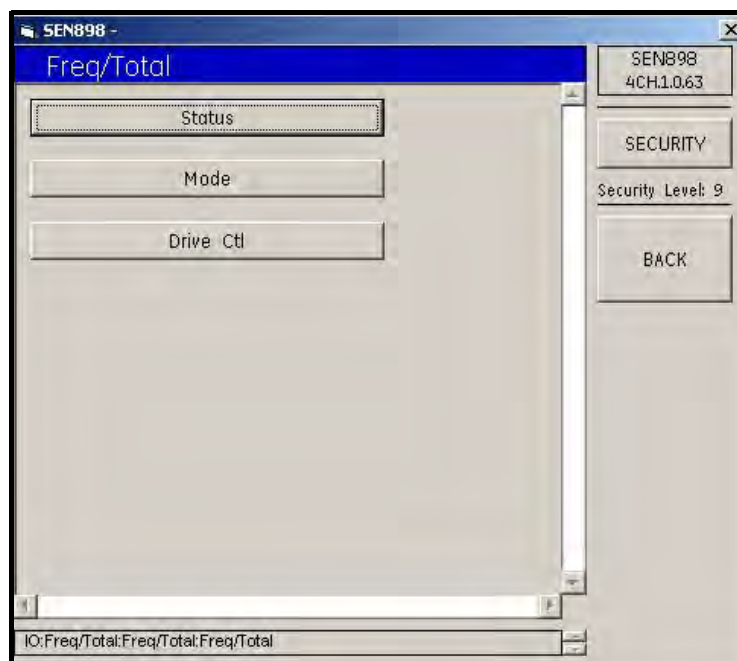 SEN898 -
Freq/Total
Status
Mode
Drive Ctl
SEN898
4CH.1.0.63
SECURITY
Security Level: 9
BACK
IO:Freq/Total:Freq/Total:Freq/Total